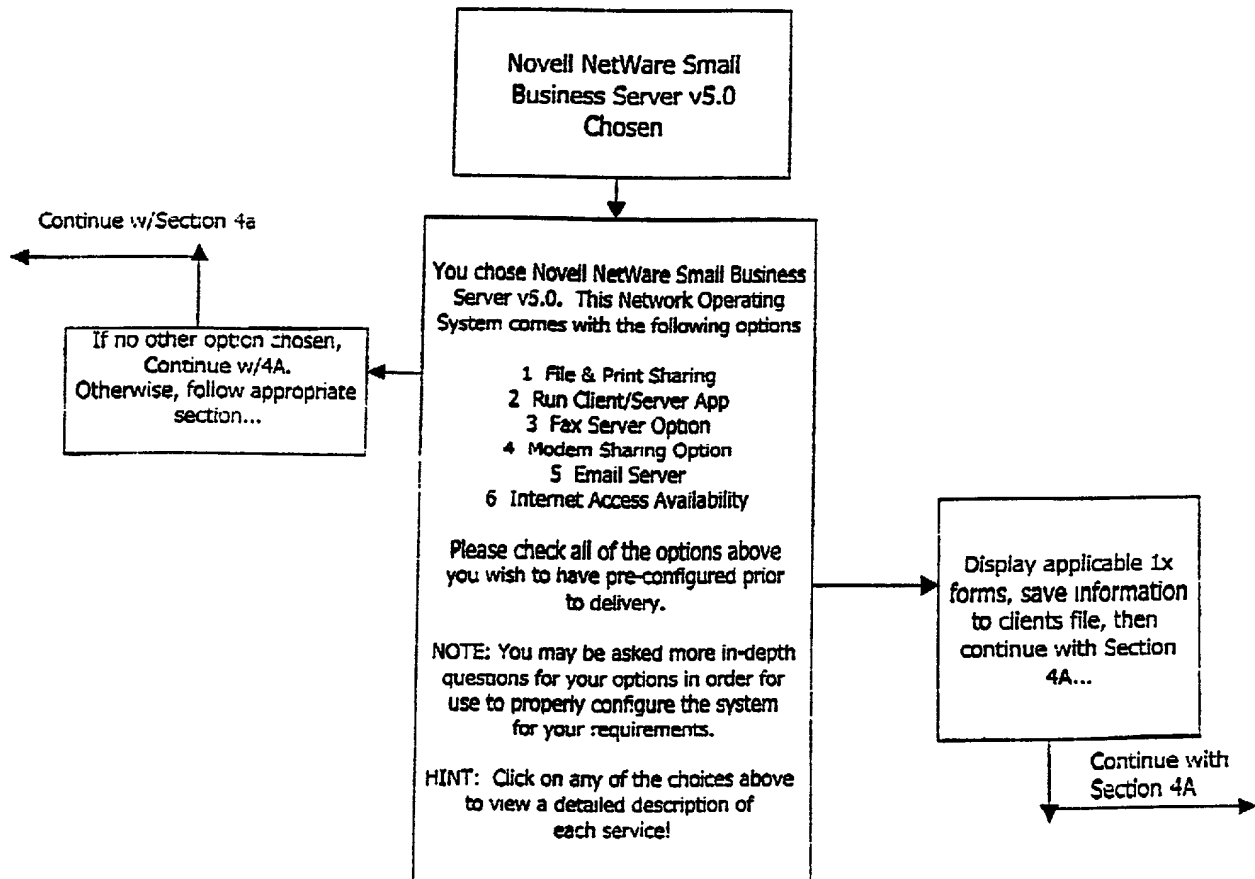 Novell NetWare Small
Business Server v5.0
Chosen
Continue w/Section 4a
You chose Novell NetWare Small Business
Server v5.0. This Network Operating
System comes with the following options
1 File & Print Sharing
2 Run Client/Server App
3 Fax Server Option
4 Modem Sharing Option
5 Email Server
6 Internet Access Availability
Please check all of the options above
you wish to have pre-configured prior
to delivery.
NOTE: You may be asked more in-depth
questions for your options in order for
use to properly configure the system
for your requirements.
HINT: Click on any of the choices above
to view a detailed description of
each service!
If no other option chosen,
Continue w/4A.
Otherwise, follow appropriate
section...
Display applicable 1x
forms, save information
to clients file, then
continue with Section
4A...
Continue with
Section 4A